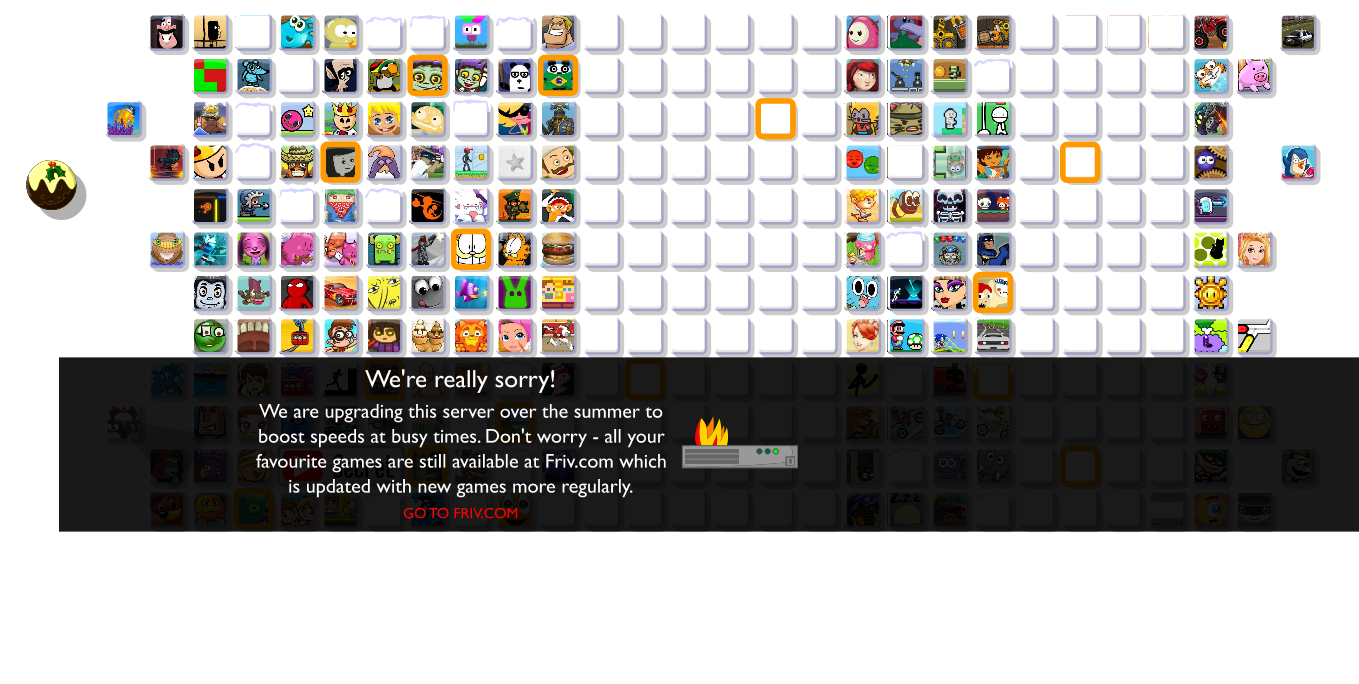 We're really sorry!
We are upgrading this server over the summer to
boost speeds at busy times. Don't worry - all your
favourite games are still available at Friv.com which
is updated with new games more regularly.
GO TO FRIV.COM